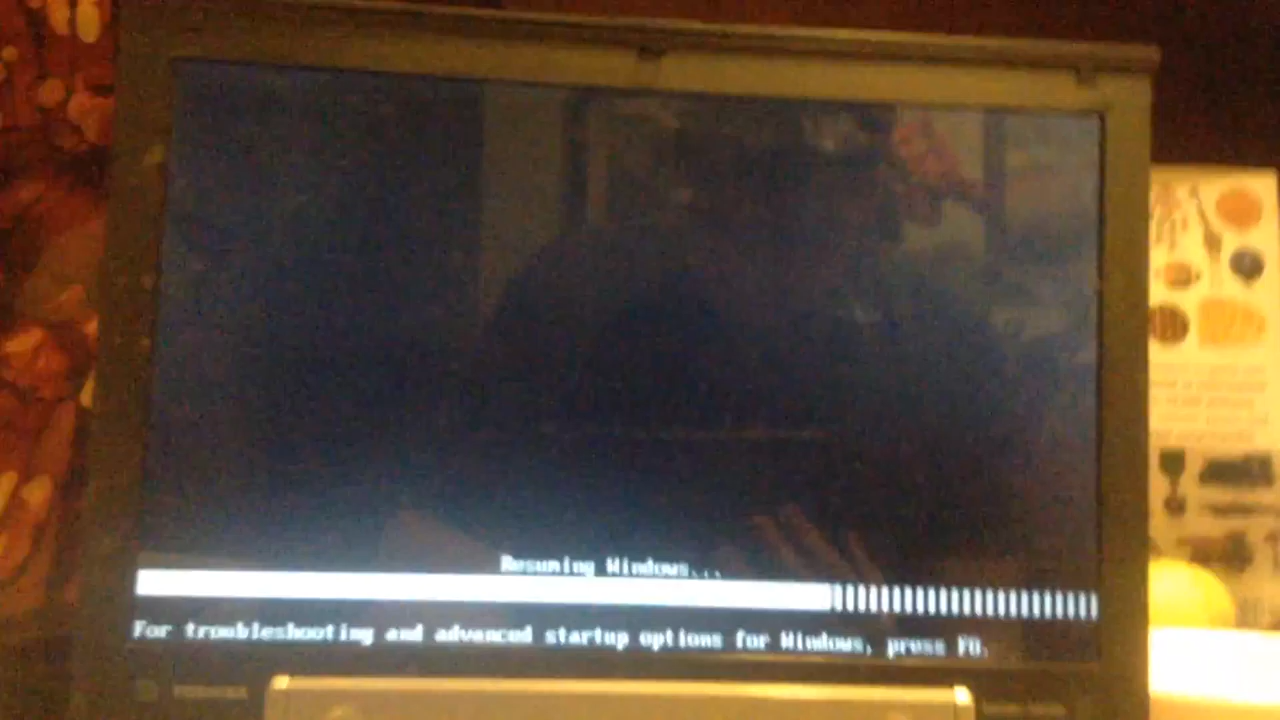 Resuming Windows...
For troubleshooting and advanced startup options for Windows, press F8.